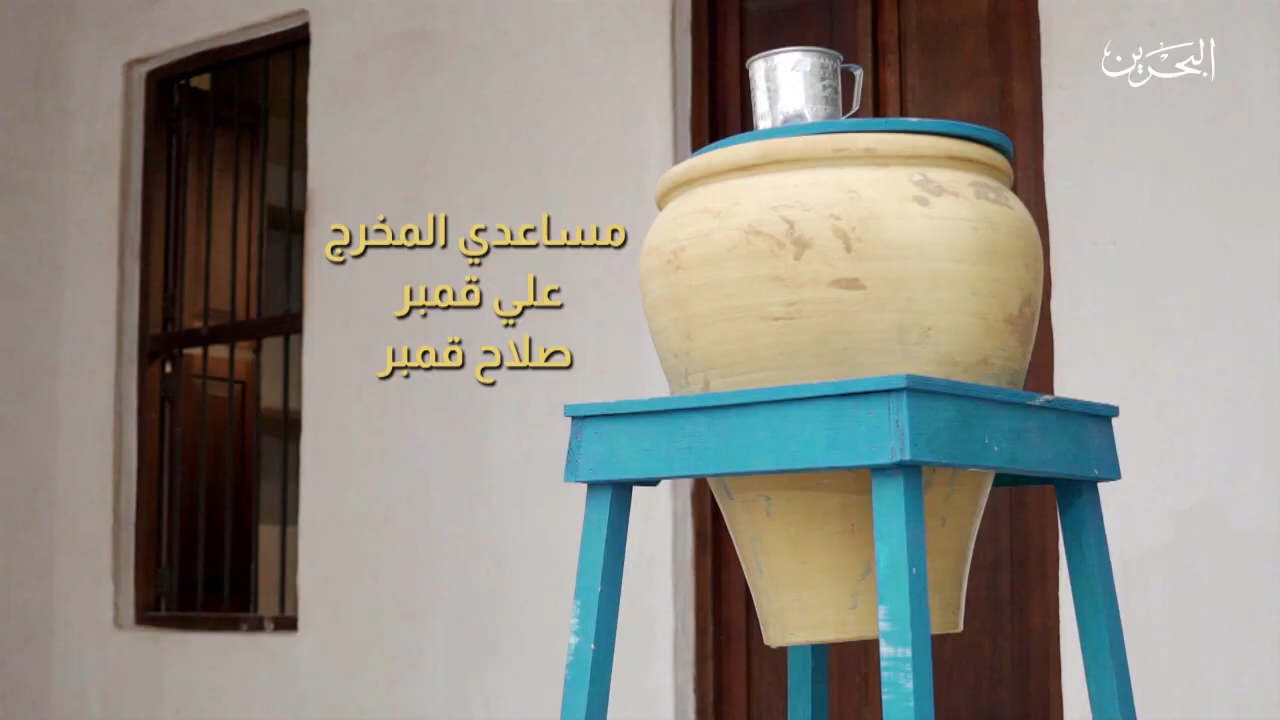 البحرين
مساعدي المخرج
علي قمبر
صلاح قمبر